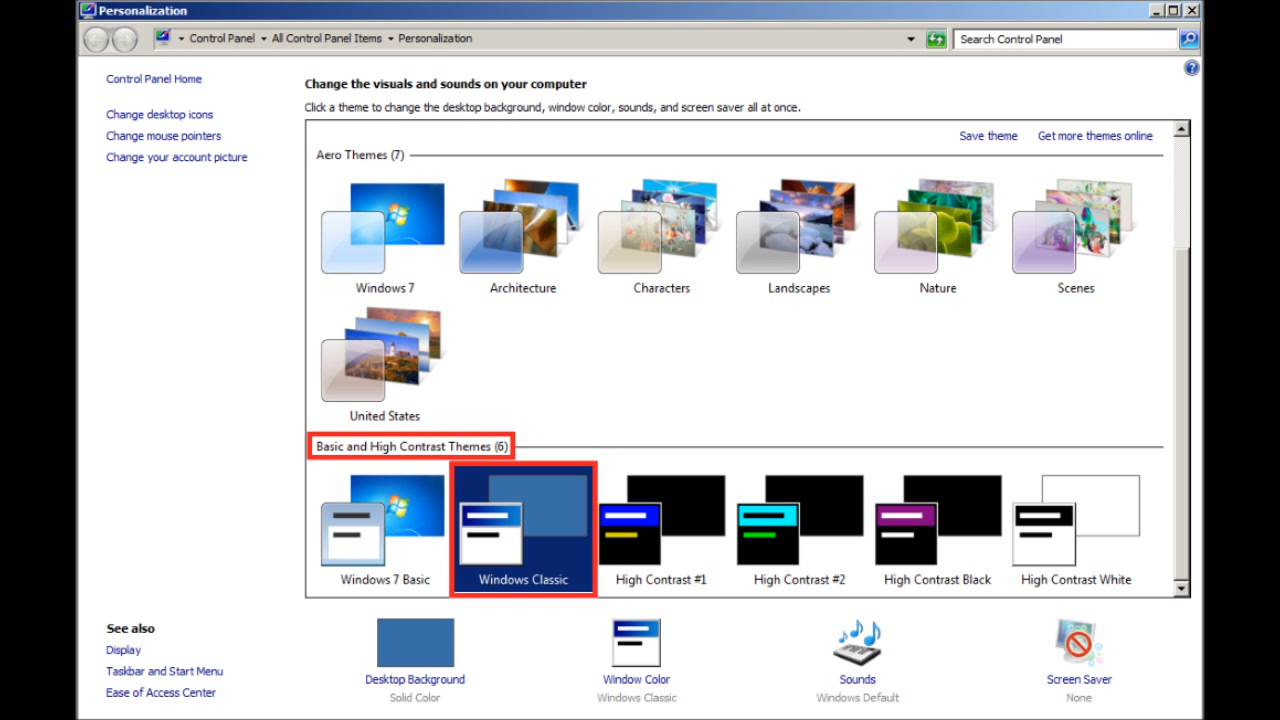 Personalization
Control Panel All Control Panel Items Personalization
Search Control Panel
Control Panel Home
Change desktop icons
Change mouse pointers
Change your account picture
Change the visuals and sounds on your computer
Click a theme to change the desktop background, window color, sounds, and screen saver all at once.
Save theme Get more themes online
Aero Themes (7)
Windows 7 Architecture Characters Landscapes Nature Scenes
United States
Basic and High Contrast Themes (6)
Windows 7 Basic Windows Classic High Contrast #1 High Contrast #2 High Contrast Black High Contrast White
See also
Display
Taskbar and Start Menu
Ease of Access Center
Desktop Background Window Color Sounds Screen Saver
Solid Color Windows Classic Windows Default None